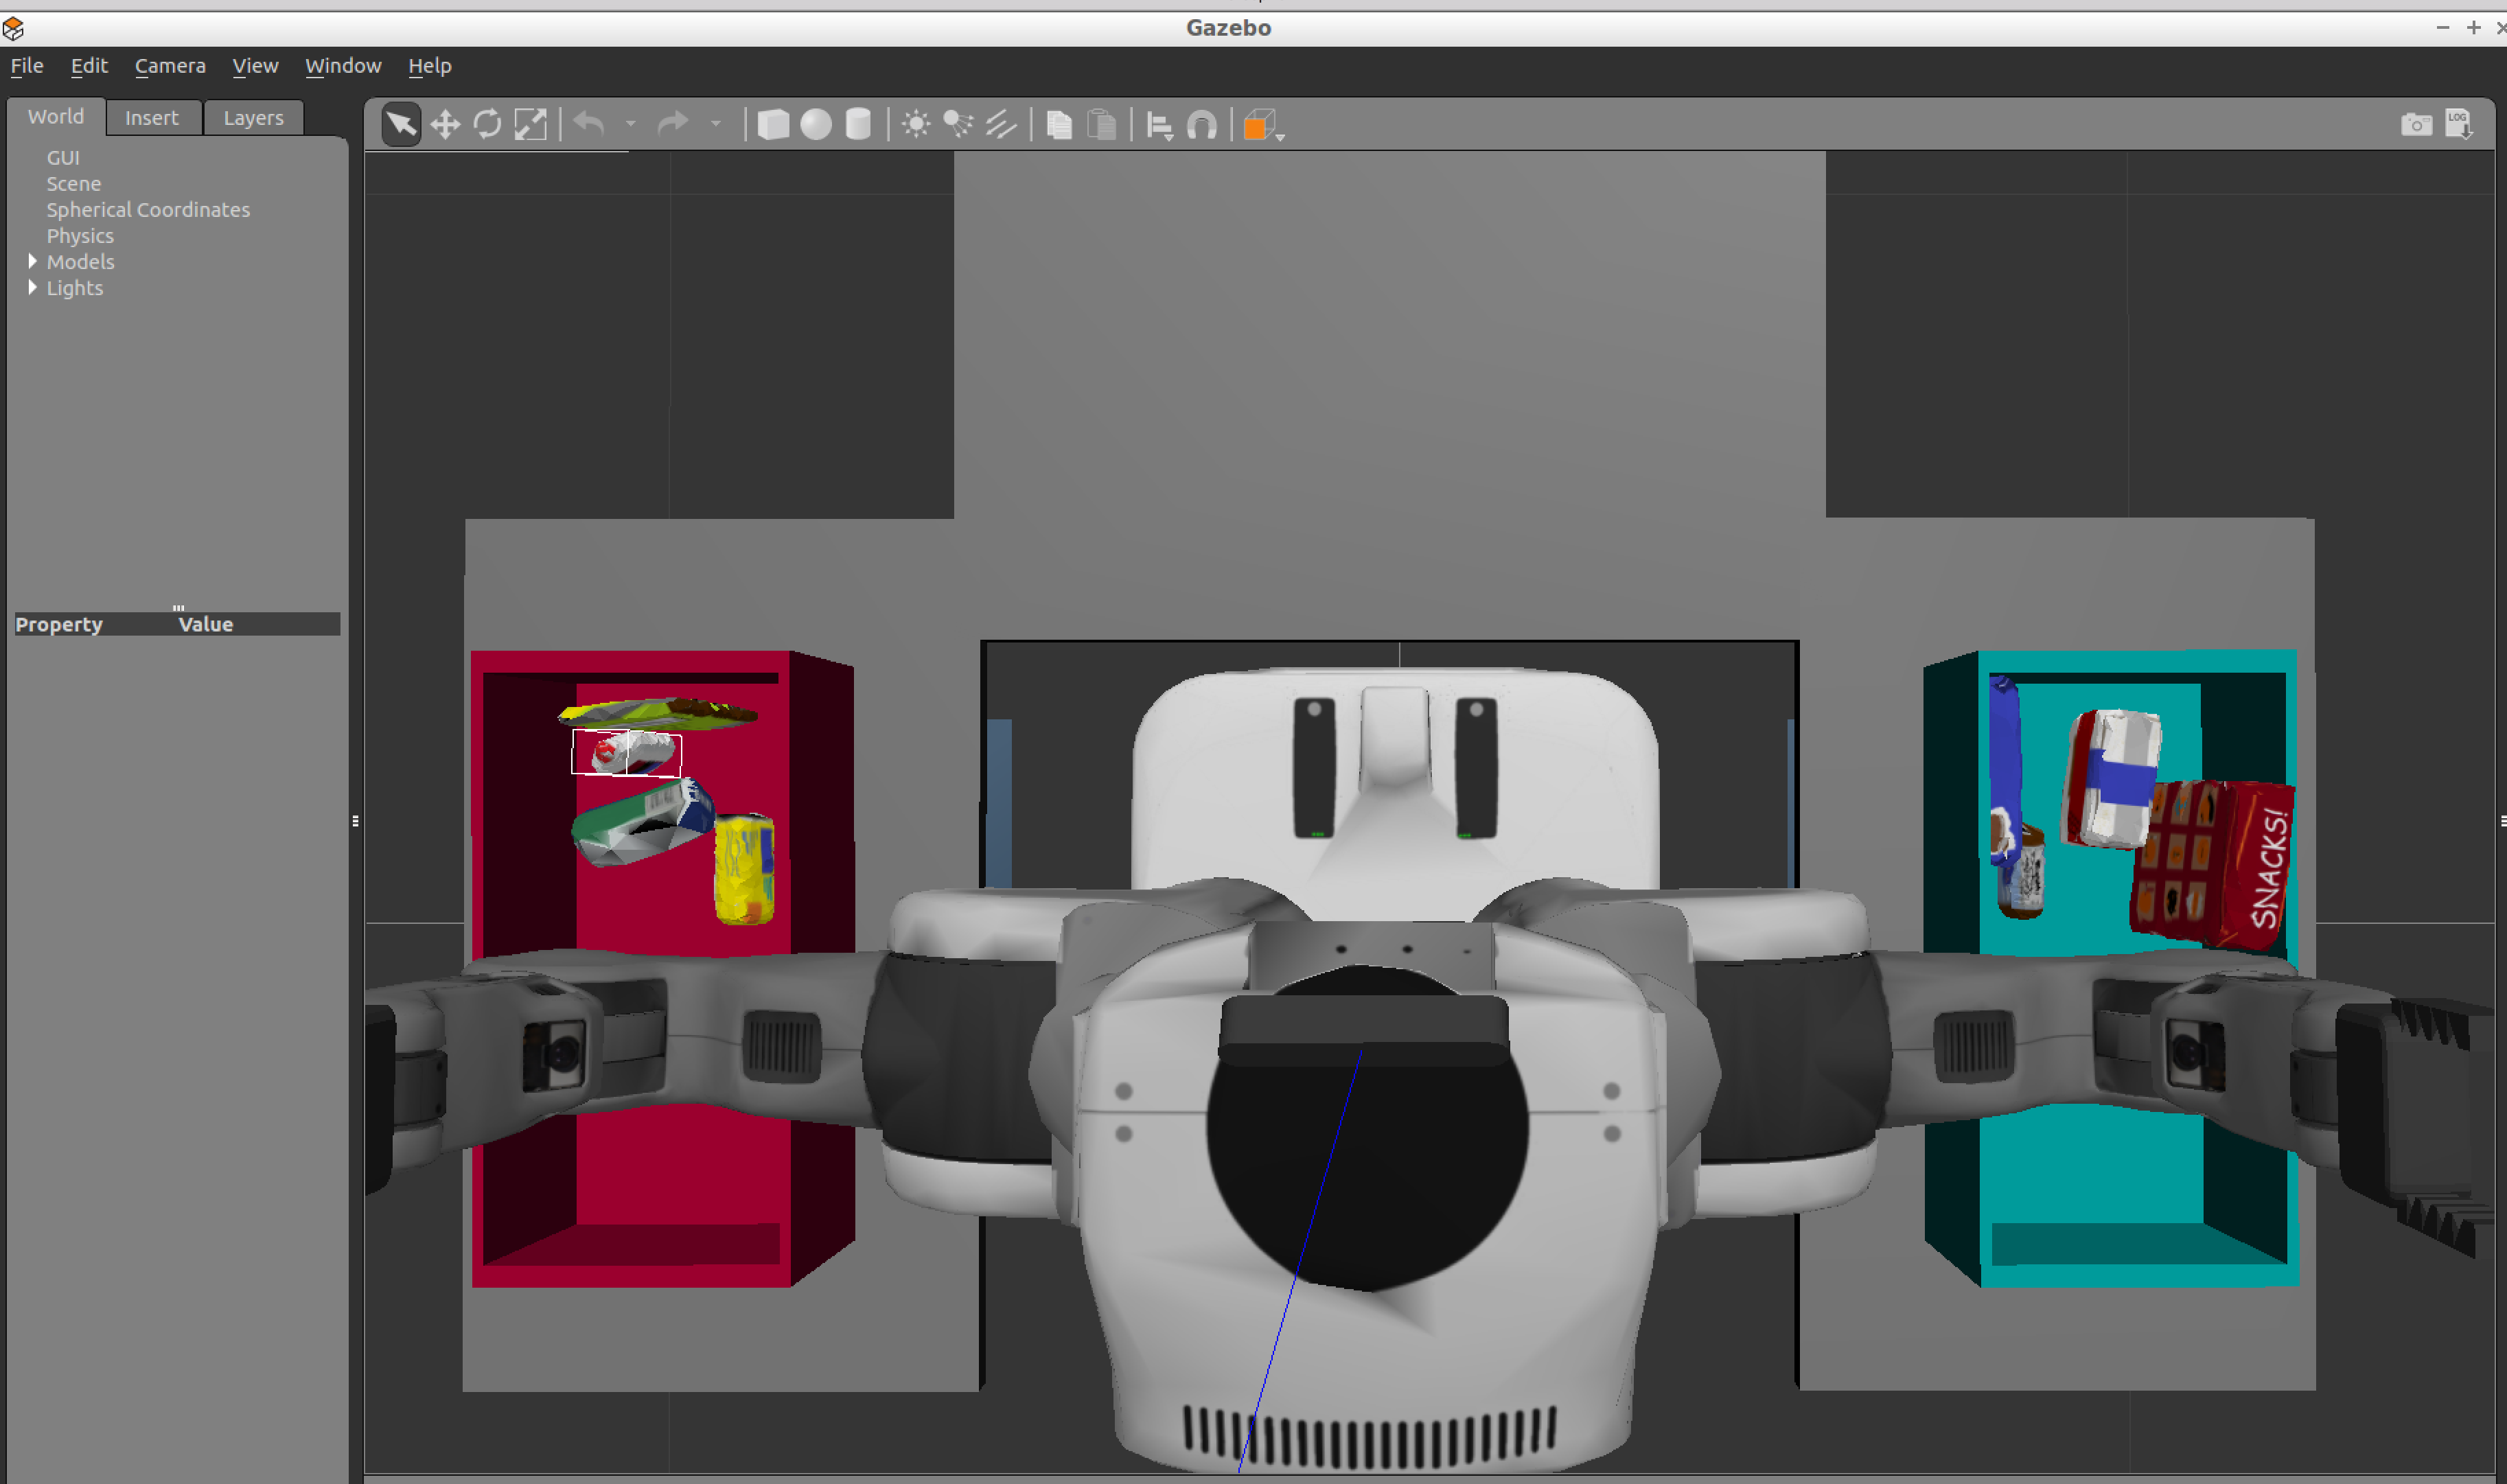 Gazebo
File Edit Camera View Window Help
World Insert Layers
LOG
GUI
Scene
Spherical Coordinates
Physics
Models
Lights
Property Value
SNACKS!